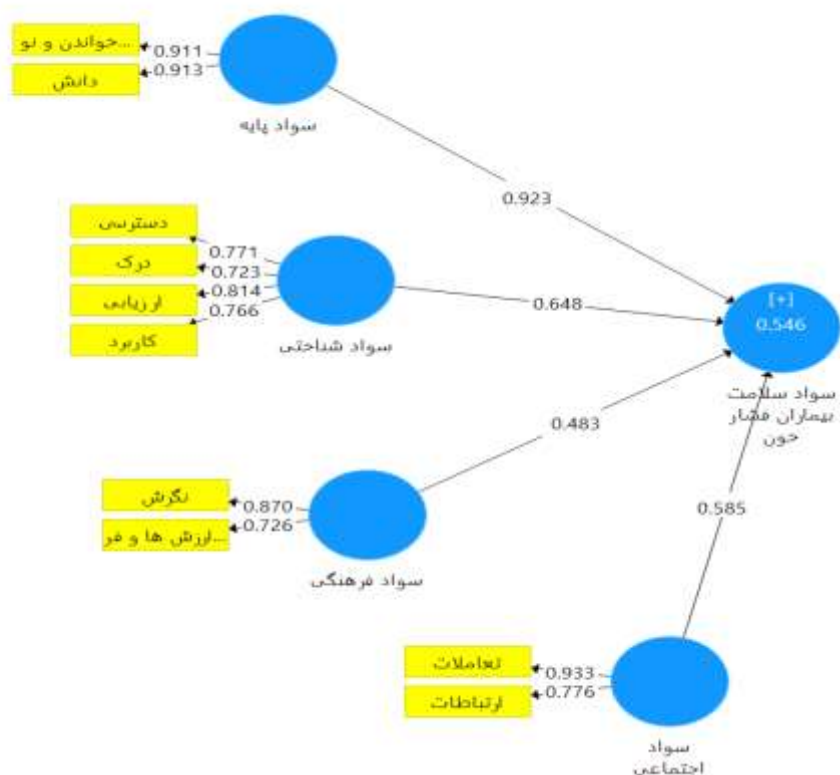 خواندن و نو...
0.911
دانش
0.913
سواد پایه
0.923
دسترسی
0.771
درک
0.723
ارزیابی
0.814
کاربرد
0.766
سواد شناختی
0.648
[+]
0.546
سواد سلامت
بیماران فشار
خون
0.483
نگرش
0.870
ارزش ها و فر...
0.726
سواد فرهنگی
0.585
تعاملات
0.933
ارتباطات
0.776
سواد
اجتماعی